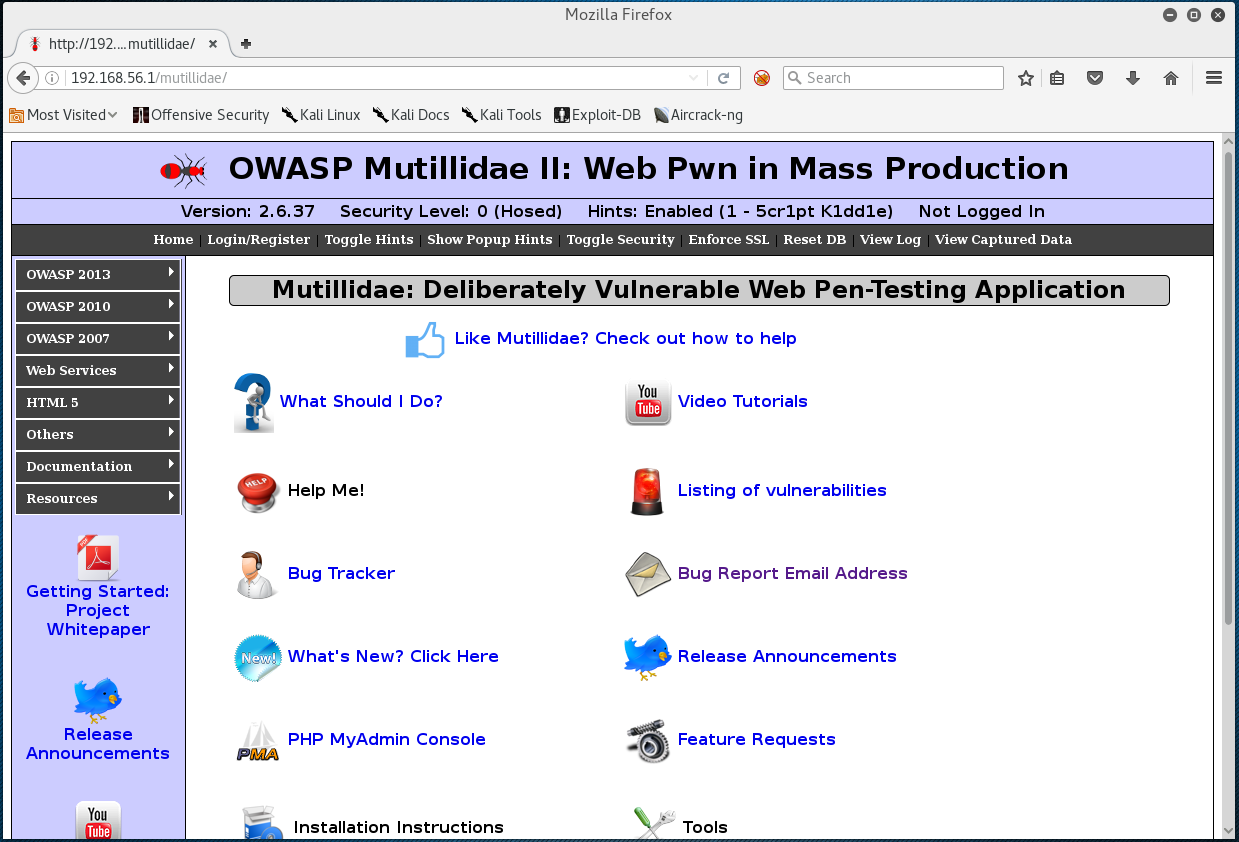 Mozilla Firefox
http://192....mutillidae/
192.168.56.1/mutillidae/
Search
Most Visited
Offensive Security
Kali Linux
Kali Docs
Kali Tools
Exploit-DB
Aircrack-ng
OWASP Mutillidae II: Web Pwn in Mass Production
Version: 2.6.37 Security Level: 0 (Hosed) Hints: Enabled (1 - 5cr1pt K1dd1e) Not Logged In
Home | Login/Register | Toggle Hints | Show Popup Hints | Toggle Security | Enforce SSL | Reset DB | View Log | View Captured Data
OWASP 2013
OWASP 2010
OWASP 2007
Web Services
HTML 5
Others
Documentation
Resources
PDF
Getting Started:
Project
Whitepaper
Release
Announcements
You
Tube
Mutillidae: Deliberately Vulnerable Web Pen-Testing Application
Like Mutillidae? Check out how to help
What Should I Do?
You
Tube
Video Tutorials
HELP
Help Me!
Listing of vulnerabilities
Bug Tracker
Bug Report Email Address
New!
What's New? Click Here
Release Announcements
PMA
PHP MyAdmin Console
Feature Requests
Installation Instructions
Tools